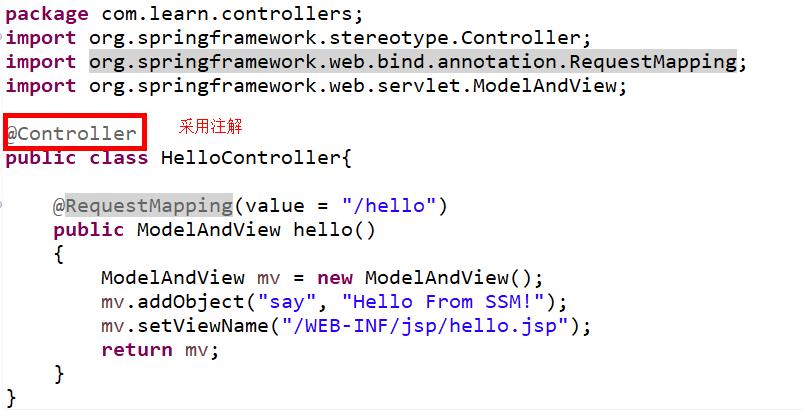 package com.learn.controllers;
import org.springframework.stereotype.Controller;
import org.springframework.web.bind.annotation.RequestMapping;
import org.springframework.web.servlet.ModelAndView;
@Controller 采用注解
public class HelloController{
@RequestMapping(value = "/hello")
public ModelAndView hello()
{
ModelAndView mv = new ModelAndView();
mv.addObject("say", "Hello From SSM!");
mv.setViewName("/WEB-INF/jsp/hello.jsp");
return mv;
}
}